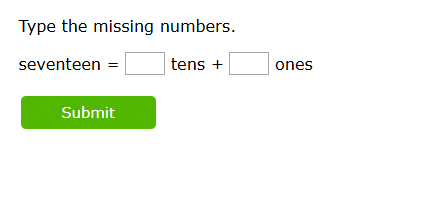 Type the missing numbers.
seventeen = tens + ones
Submit